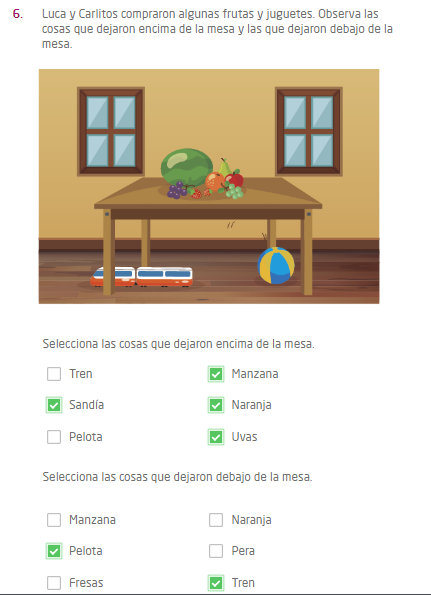 6. Luca y Carlitos compraron algunas frutas y juguetes. Observa las
cosas que dejaron encima de la mesa y las que dejaron debajo de la
mesa.
Selecciona las cosas que dejaron encima de la mesa.
Tren Manzana
Sandía Naranja
Pelota Uvas
Selecciona las cosas que dejaron debajo de la mesa.
Manzana Naranja
Pelota Pera
Fresas Tren